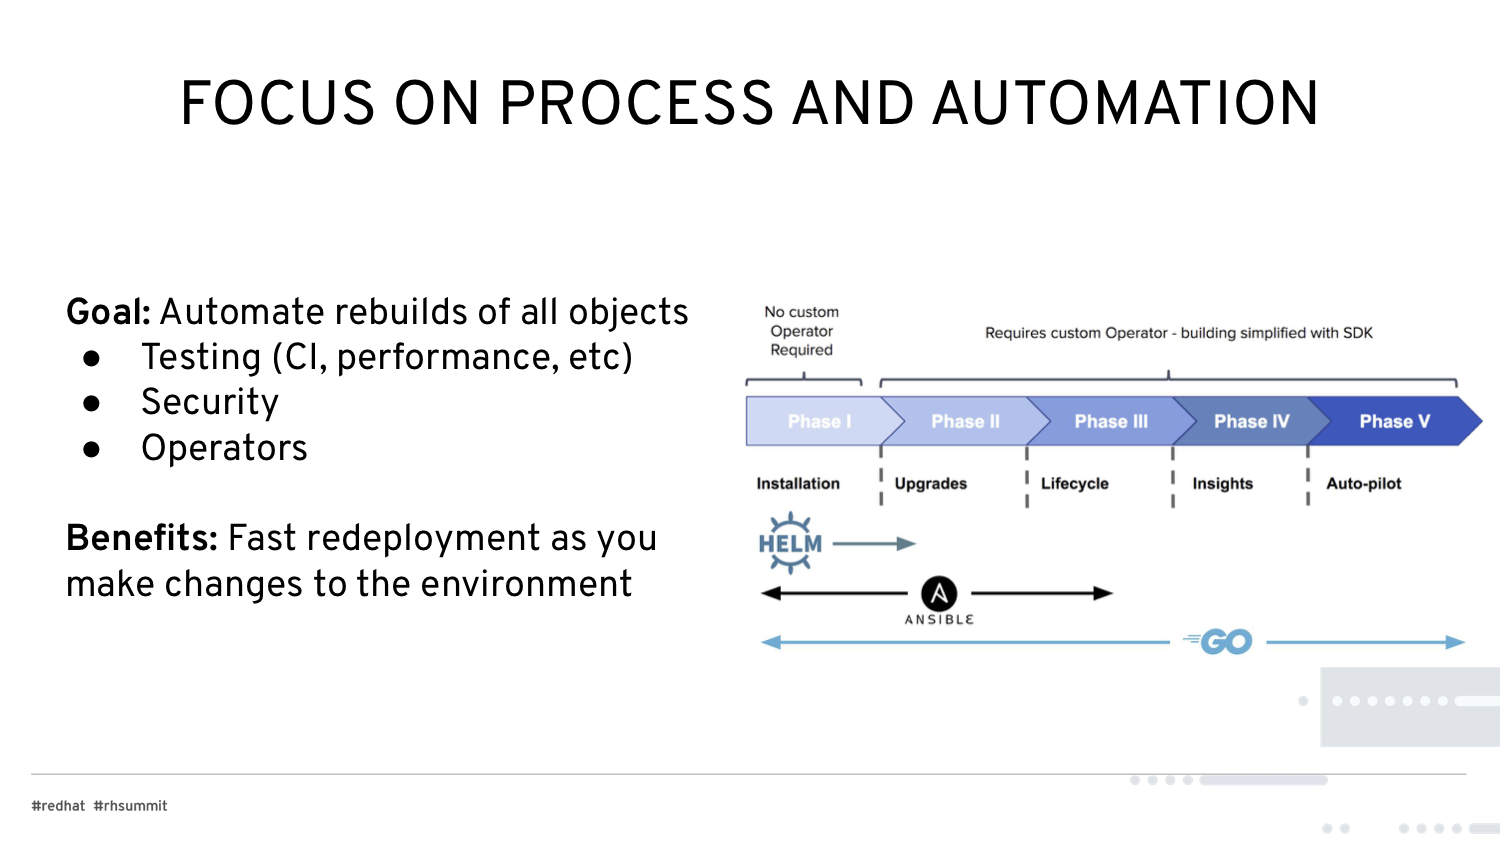 FOCUS ON PROCESS AND AUTOMATION
Goal: Automate rebuilds of all objects
● Testing (CI, performance, etc)
● Security
● Operators
Benefits: Fast redeployment as you
make changes to the environment
No custom
Operator
Required
Requires custom Operator - building simplified with SDK
Phase I
Phase II
Phase III
Phase IV
Phase V
Installation
Upgrades
Lifecycle
Insights
Auto-pilot
HELM
A
ANSIBLE
GO
#redhat #rhsummit